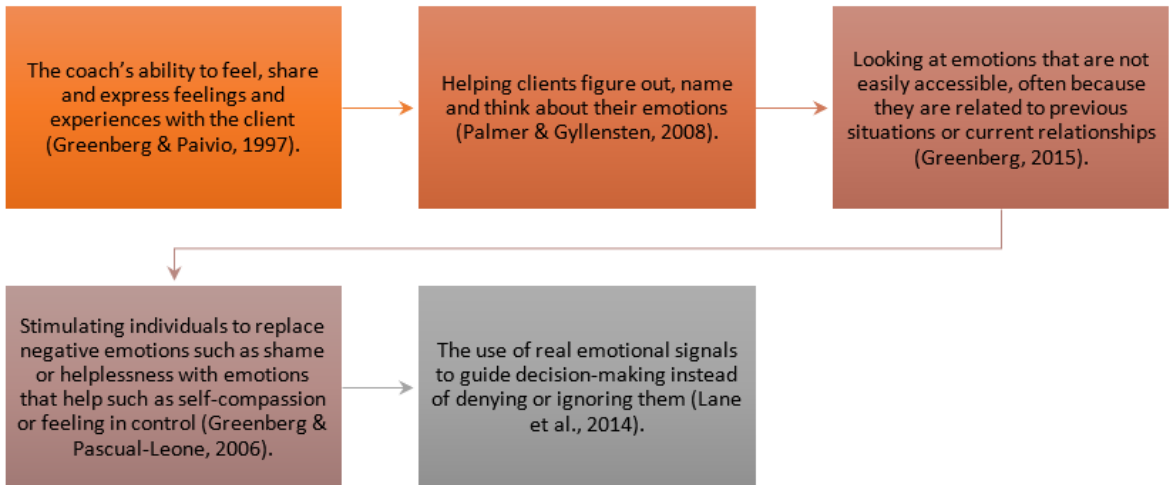 The coach's ability to feel, share
and express feelings and
experiences with the client
(Greenberg & Paivio, 1997).
Helping clients figure out, name
and think about their emotions
(Palmer & Gyllensten, 2008).
Looking at emotions that are not
easily accessible, often because
they are related to previous
situations or current relationships
(Greenberg, 2015).
Stimulating individuals to replace
negative emotions such as shame
or helplessness with emotions
that help such as self-compassion
or feeling in control (Greenberg &
Pascual-Leone, 2006).
The use of real emotional signals
to guide decision-making instead
of denying or ignoring them (Lane
et al., 2014).